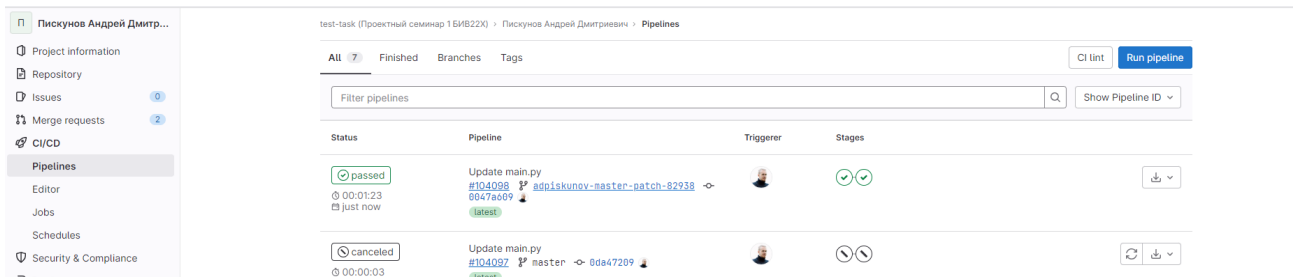 П Пискунов Андрей Дмитр...
Project information
Repository
Issues 0
Merge requests 2
CI/CD
Pipelines
Editor
Jobs
Schedules
Security & Compliance
test-task (Проектный семинар 1 БИВ22X) › Пискунов Андрей Дмитриевич › Pipelines
All 7 Finished Branches Tags
CI lint Run pipeline
Filter pipelines Show Pipeline ID
Status Pipeline Triggerer Stages
passed Update main.py
#104098 adpiskunov-master-patch-82938
00:01:23 0047a609
just now latest
canceled Update main.py
#104097 master 0da47209
00:00:03 latest